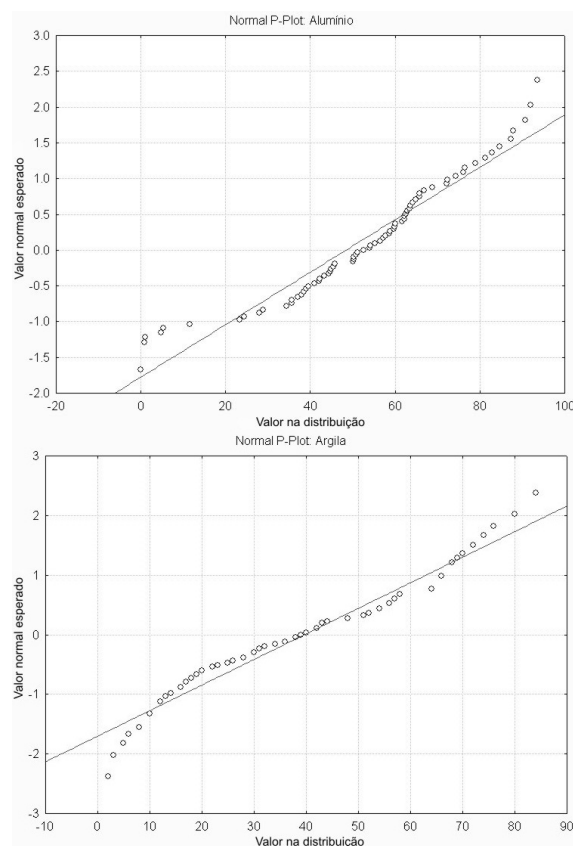 Normal P-Plot: Alumínio
3.0
2.5
2.0
1.5
1.0
0.5
0.0
-0.5
-1.0
-1.5
-2.0
Valor normal esperado
-20 0 20 40 60 80 100
Valor na distribuição
Normal P-Plot: Argila
3
2
1
0
-1
-2
-3
Valor normal esperado
-10 0 10 20 30 40 50 60 70 80 90
Valor na distribuição